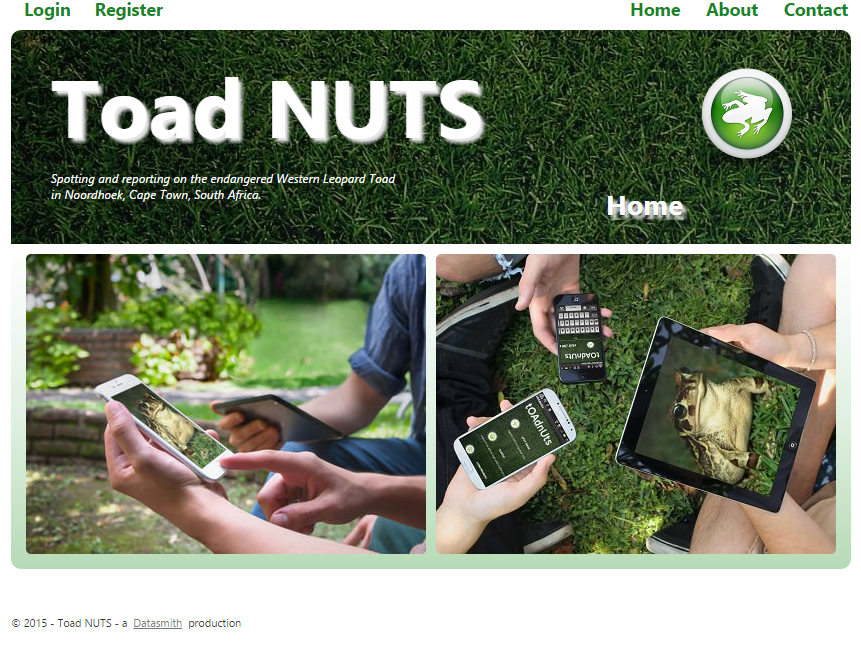 Login Register Home About Contact
Toad NUTS
Spotting and reporting on the endangered Western Leopard Toad
in Noordhoek, Cape Town, South Africa.
Home
tOAdnUts
tOAdnUts
© 2015 - Toad NUTS - a Datasmith production